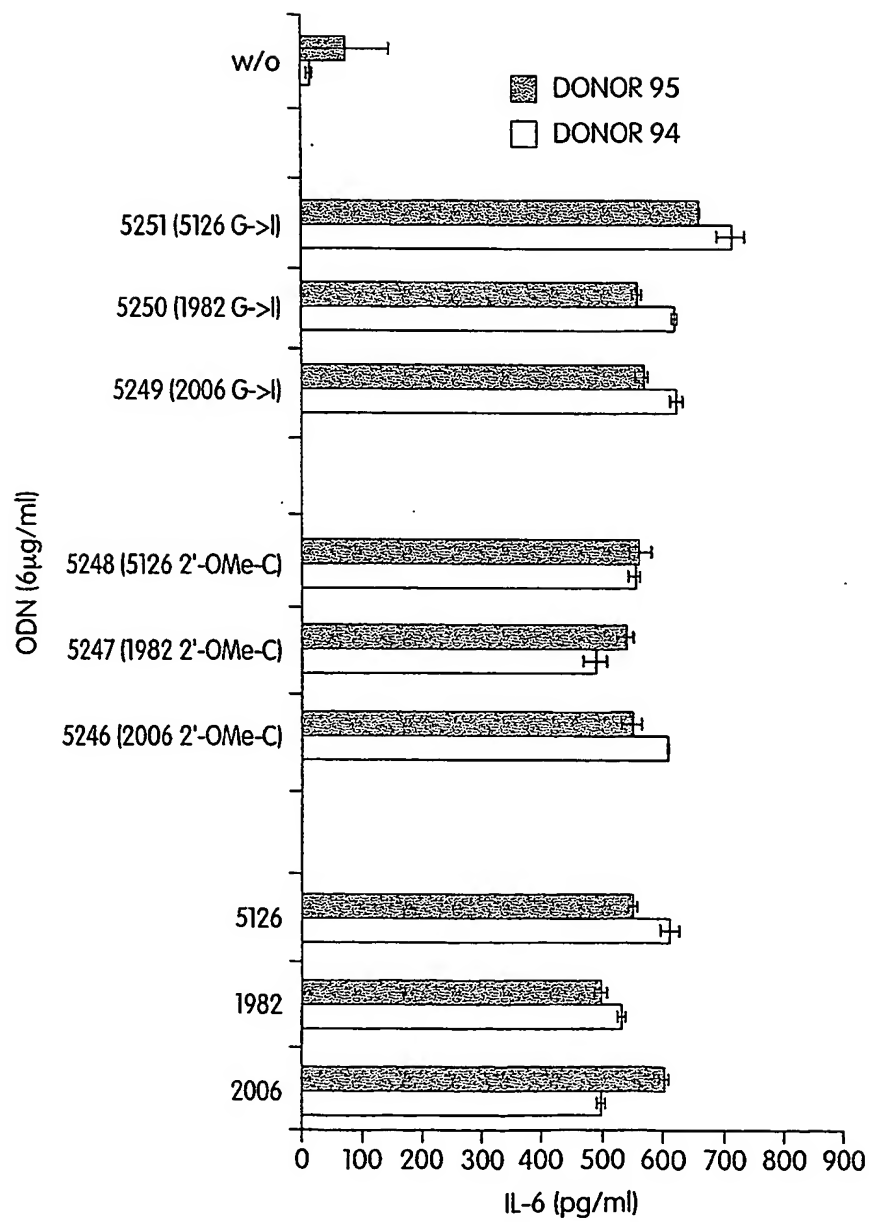 w/o
DONOR 95
DONOR 94
5251 (5126 G->I)
5250 (1982 G->I)
5249 (2006 G->I)
5248 (5126 2'-OMe-C)
5247 (1982 2'-OMe-C)
5246 (2006 2'-OMe-C)
5126
1982
2006
ODN (6µg/ml)
0 100 200 300 400 500 600 700 800 900
IL-6 (pg/ml)